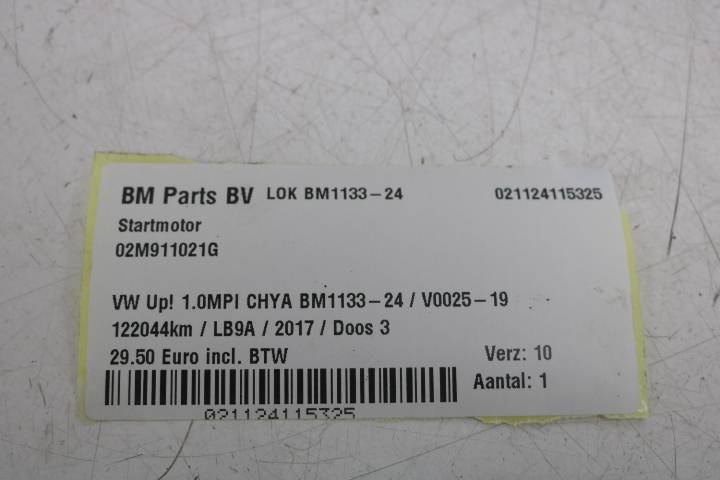 BM Parts BV LOK BM1133-24 021124115325
Startmotor
02M911021G
VW Up! 1.0MPI CHYA BM1133-24 / V0025-19
122044km / LB9A / 2017 / Doos 3
29.50 Euro incl. BTW Verz: 10
Aantal: 1
021124115325